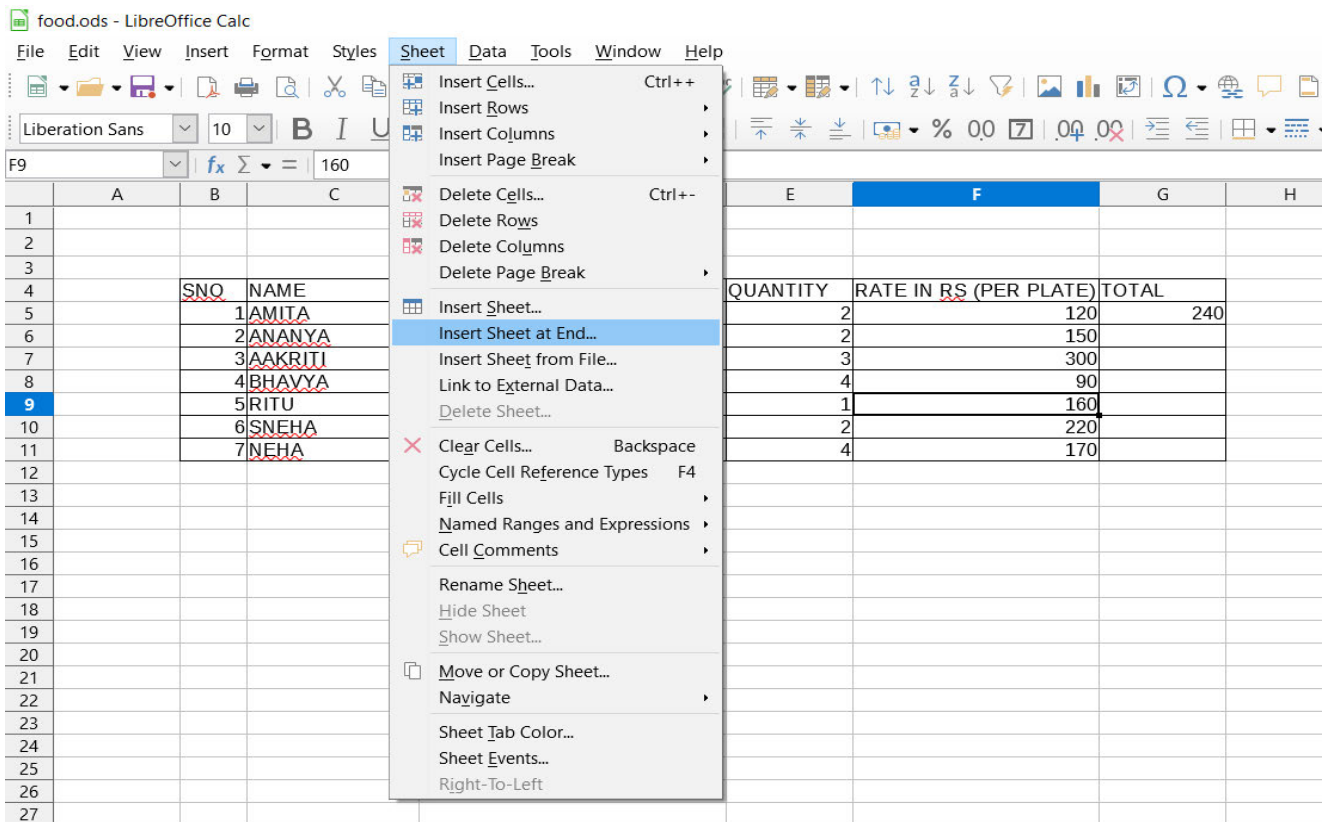 food.ods - LibreOffice Calc
File Edit View Insert Format Styles Sheet Data Tools Window Help
Liberation Sans 10 B I U % 00 7 .00 .00
F9 fx Σ = 160
Insert Cells... Ctrl++
Insert Rows
Insert Columns
Insert Page Break
Delete Cells... Ctrl+-
Delete Rows
Delete Columns
Delete Page Break
Insert Sheet...
Insert Sheet at End...
Insert Sheet from File...
Link to External Data...
Delete Sheet...
Clear Cells... Backspace
Cycle Cell Reference Types F4
Fill Cells
Named Ranges and Expressions
Cell Comments
Rename Sheet...
Hide Sheet
Show Sheet...
Move or Copy Sheet...
Navigate
Sheet Tab Color...
Sheet Events...
Right-To-Left
A B C E F G H
1
2
3
4 SNO NAME QUANTITY RATE IN RS (PER PLATE) TOTAL
5 1 AMITA 2 120 240
6 2 ANANYA 2 150
7 3 AAKRITI 3 300
8 4 BHAVYA 4 90
9 5 RITU 1 160
10 6 SNEHA 2 220
11 7 NEHA 4 170
12
13
14
15
16
17
18
19
20
21
22
23
24
25
26
27